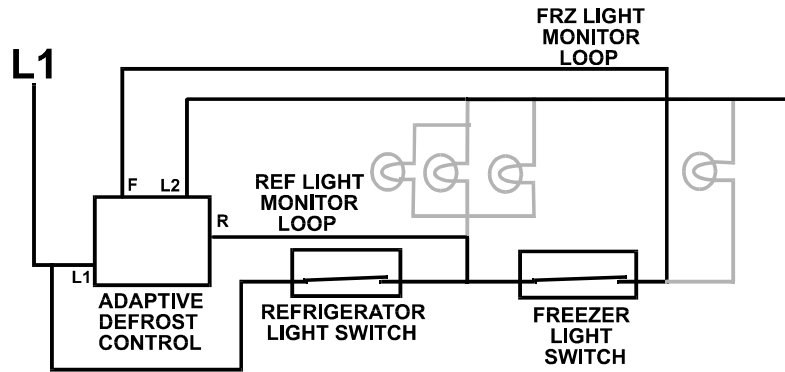 FRZ LIGHT
MONITOR
LOOP
L1
F
L2
REF LIGHT
MONITOR
LOOP
R
L1
ADAPTIVE
DEFROST
CONTROL
REFRIGERATOR
LIGHT SWITCH
FREEZER
LIGHT
SWITCH